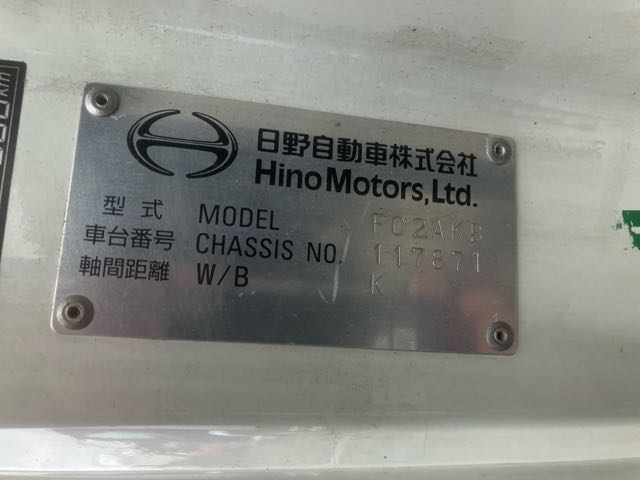 日野自動車株式会社
Hino Motors, Ltd.
型式 MODEL FC2AKB
車台番号 CHASSIS NO. 117871
軸間距離 W/B K